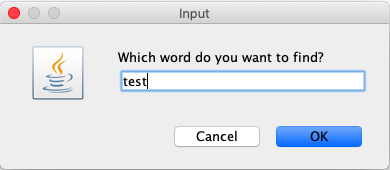 Input
Which word do you want to find?
test
Cancel
OK